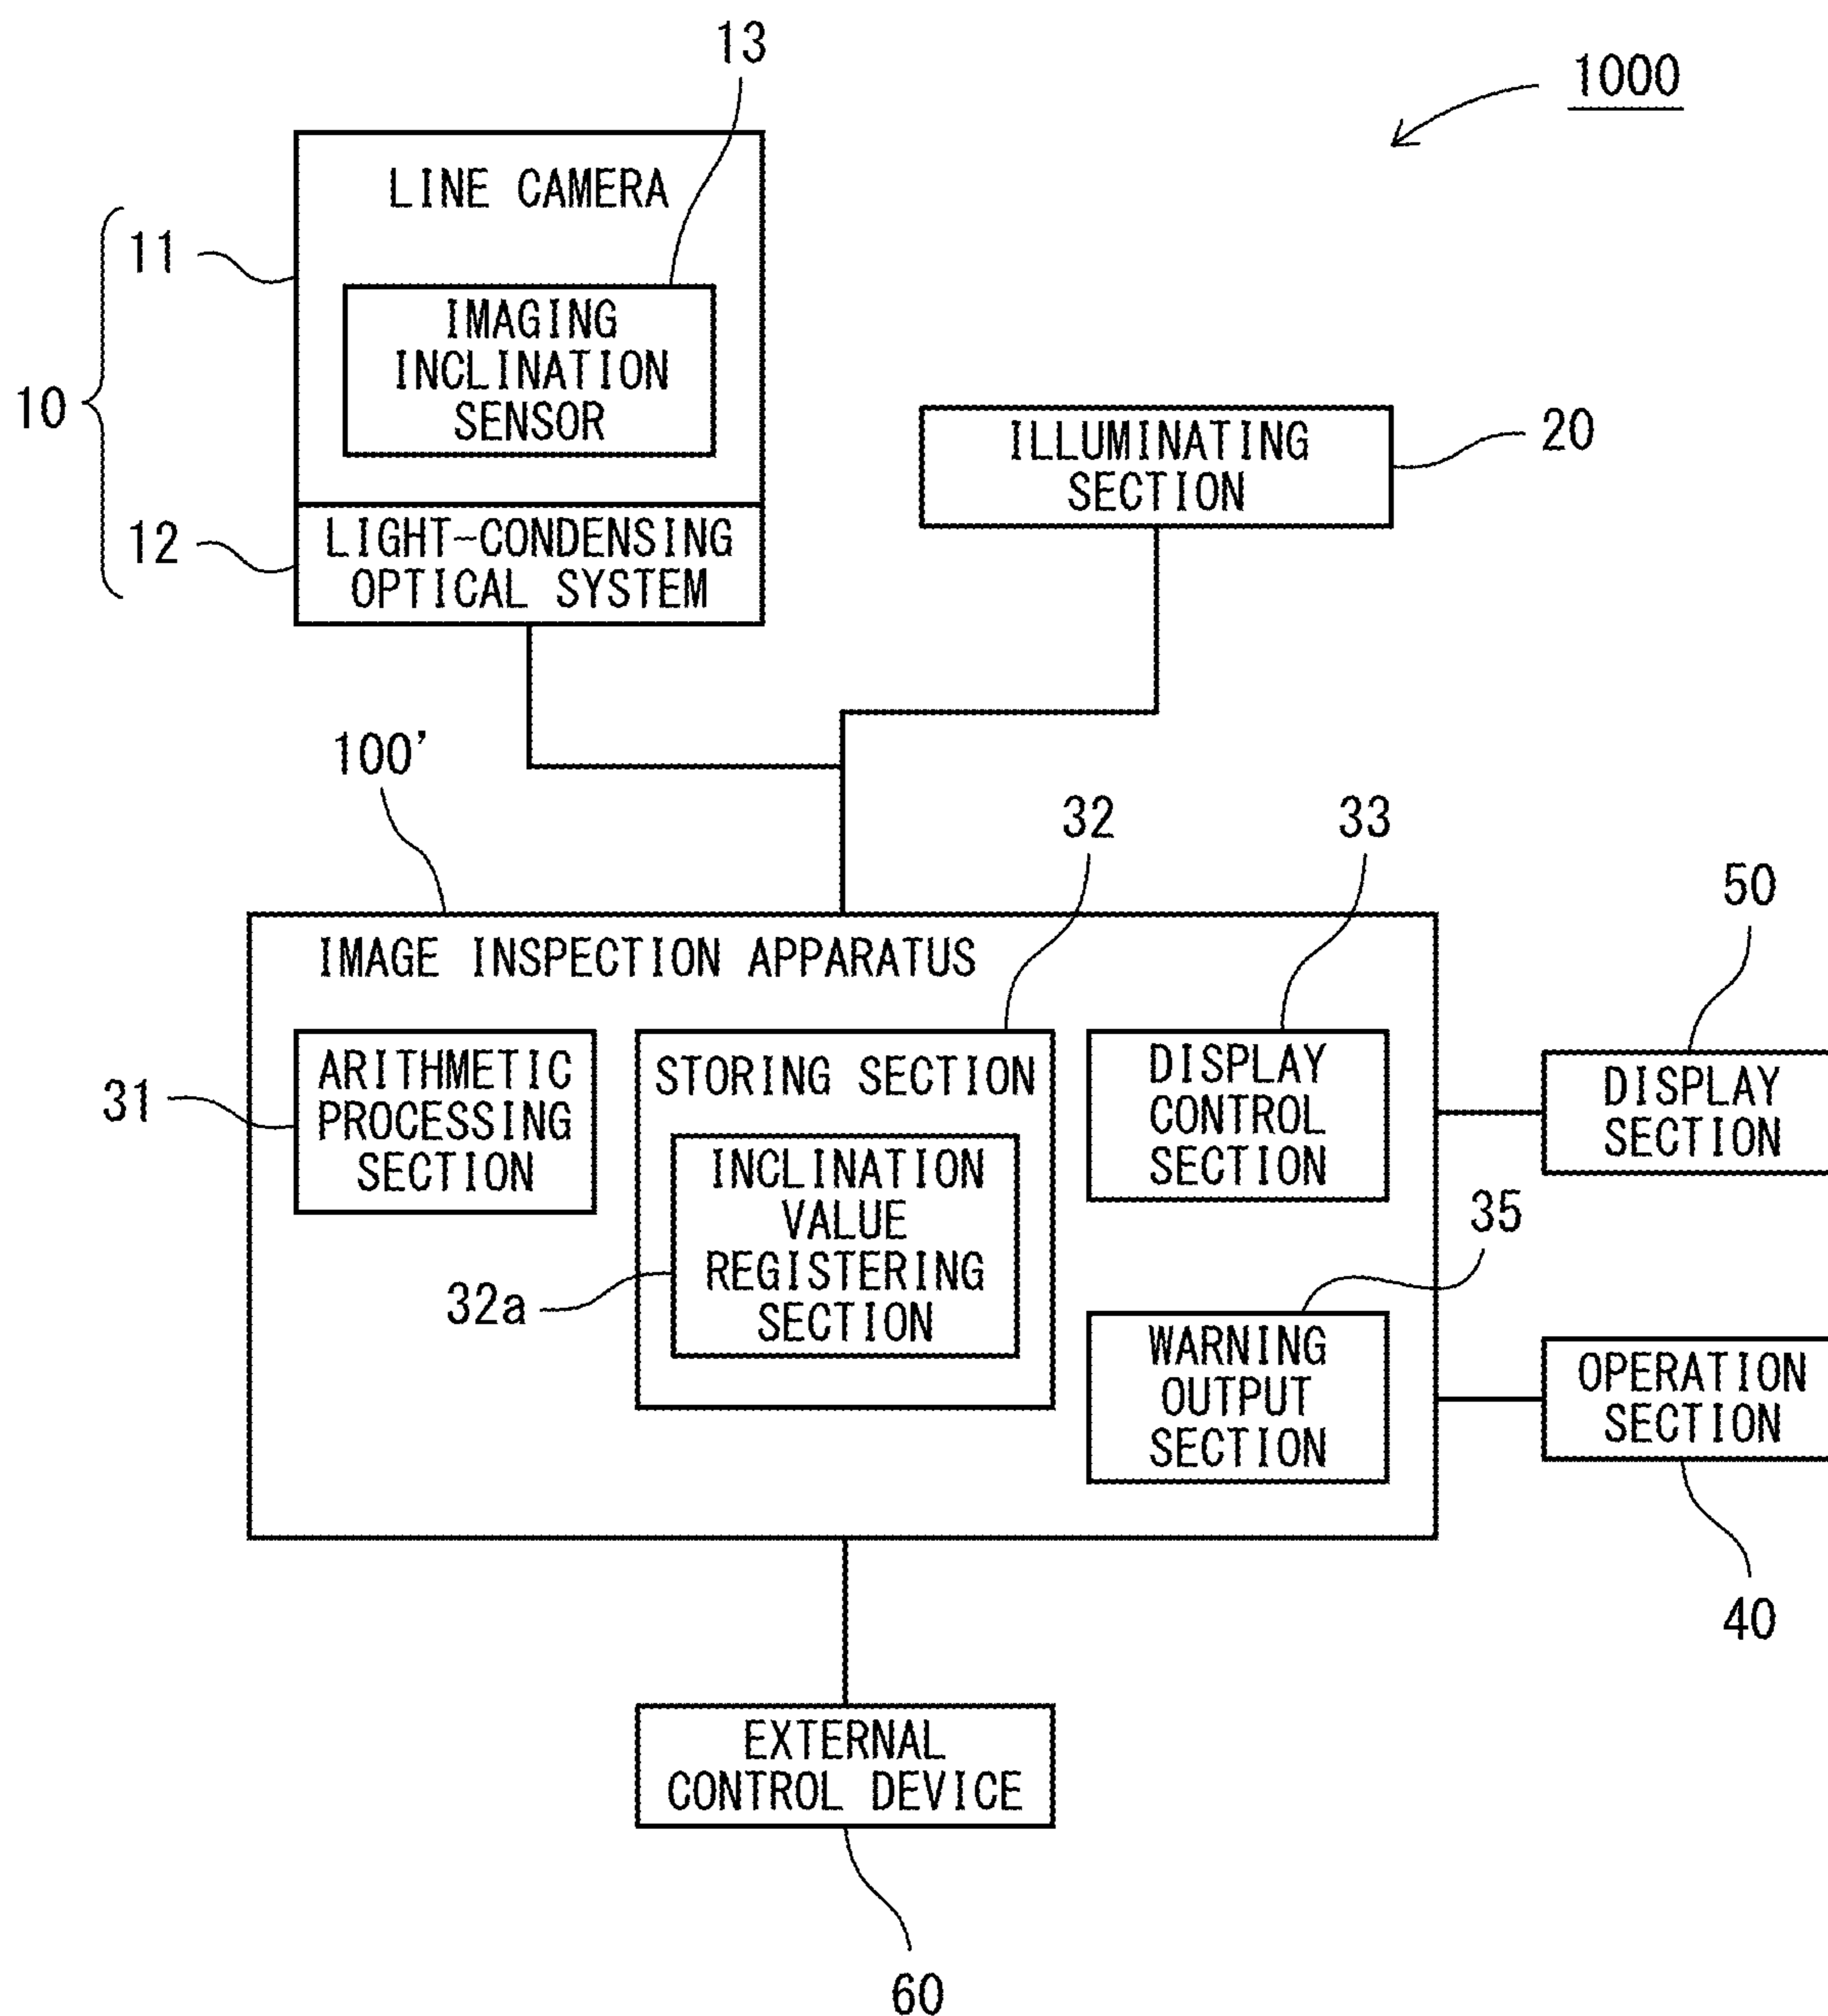 13
1000
LINE CAMERA
11
IMAGING
INCLINATION
SENSOR
10
ILLUMINATING
SECTION
20
12
LIGHT-CONDENSING
OPTICAL SYSTEM
100'
32
33
50
IMAGE INSPECTION APPARATUS
31
ARITHMETIC
PROCESSING
SECTION
STORING SECTION
INCLINATION
VALUE
REGISTERING
SECTION
32a
DISPLAY
CONTROL
SECTION
DISPLAY
SECTION
35
WARNING
OUTPUT
SECTION
OPERATION
SECTION
40
EXTERNAL
CONTROL DEVICE
60